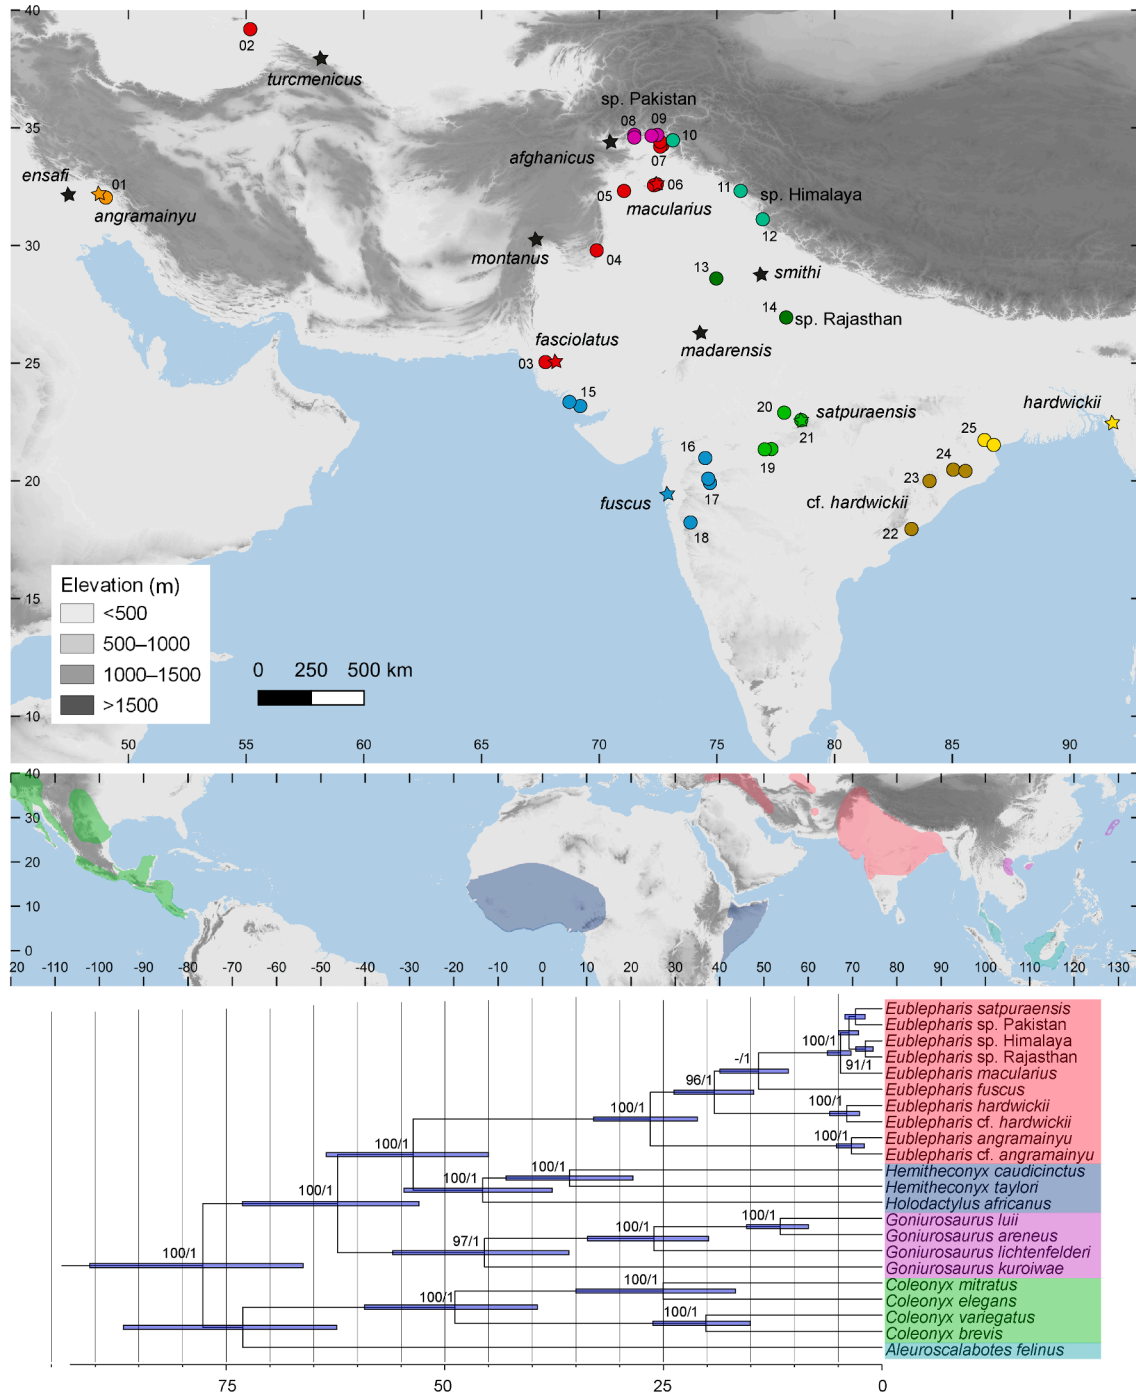 40
02
turcmenicus
sp. Pakistan
35
08
09
10
afghanicus
07
ensafi
01
11
sp. Himalaya
05
06
angramainyu
macularius
12
30
montanus
04
13
smithi
14
sp. Rajasthan
fasciolatus
madarensis
25
03
15
hardwickii
20
satpuraensis
21
25
16
19
24
20
23
fuscus
17
cf. hardwickii
18
22
Elevation (m)
<500
500–1000
1000–1500
>1500
15
0 250 500 km
10
50 55 60 65 70 75 80 85 90
40
30
20
10
0
20 -110 -100 -90 -80 -70 -60 -50 -40 -30 -20 -10 0 10 20 30 40 50 60 70 80 90 100 110 120 130
Eublepharis satpuraensis
Eublepharis sp. Pakistan
100/1
Eublepharis sp. Himalaya
Eublepharis sp. Rajasthan
-/1
91/1
Eublepharis macularius
96/1
Eublepharis fuscus
100/1
Eublepharis hardwickii
100/1
Eublepharis cf. hardwickii
100/1
Eublepharis angramainyu
100/1
Eublepharis cf. angramainyu
100/1
Hemitheconyx caudicinctus
100/1
Hemitheconyx taylori
100/1
Holodactylus africanus
100/1
Goniurosaurus luii
100/1
Goniurosaurus areneus
97/1
Goniurosaurus lichtenfelderi
100/1
Goniurosaurus kuroiwae
100/1
Coleonyx mitratus
100/1
Coleonyx elegans
100/1
Coleonyx variegatus
Coleonyx brevis
Aleuroscalabotes felinus
75 50 25 0